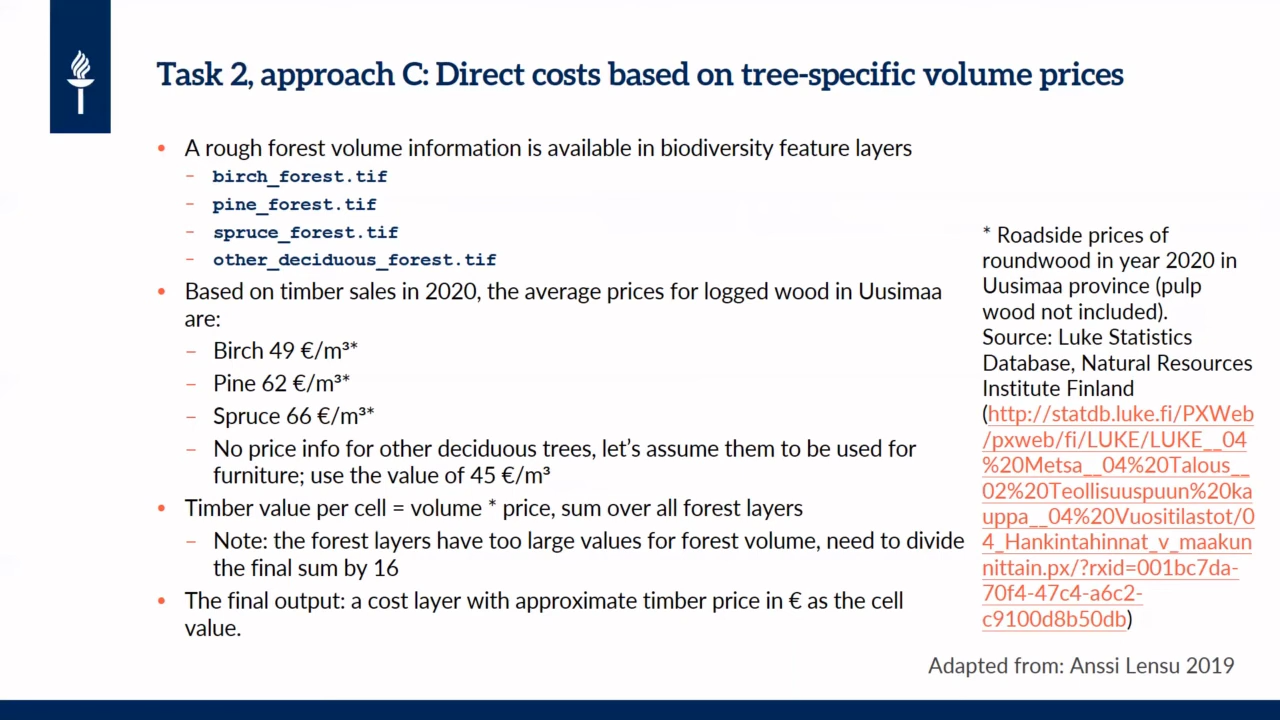 Task 2, approach C: Direct costs based on tree-specific volume prices
• A rough forest volume information is available in biodiversity feature layers
– birch_forest.tif
– pine_forest.tif
– spruce_forest.tif
– other_deciduous_forest.tif
• Based on timber sales in 2020, the average prices for logged wood in Uusimaa
are:
– Birch 49 €/m³*
– Pine 62 €/m³*
– Spruce 66 €/m³*
– No price info for other deciduous trees, let’s assume them to be used for
furniture; use the value of 45 €/m³
• Timber value per cell = volume * price, sum over all forest layers
– Note: the forest layers have too large values for forest volume, need to divide
the final sum by 16
• The final output: a cost layer with approximate timber price in € as the cell
value.
* Roadside prices of
roundwood in year 2020 in
Uusimaa province (pulp
wood not included).
Source: Luke Statistics
Database, Natural Resources
Institute Finland
(http://statdb.luke.fi/PXWeb
/pxweb/fi/LUKE/LUKE__04
%20Metsa__04%20Talous__
02%20Teollisuuspuun%20ka
uppa__04%20Vuositilastot/0
4_Hankintahinnat_v_maakun
nittain.px/?rxid=001bc7da-
70f4-47c4-a6c2-
c9100d8b50db)
Adapted from: Anssi Lensu 2019